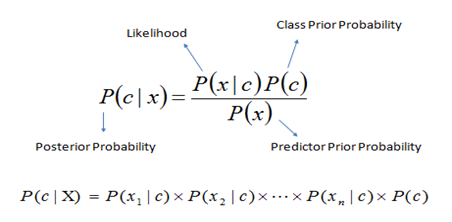 Likelihood
Class Prior Probability
P(c | x) = P(x | c)P(c) / P(x)
Posterior Probability
Predictor Prior Probability
P(c | X) = P(x₁ | c) × P(x₂ | c) × ⋯ × P(xₙ | c) × P(c)